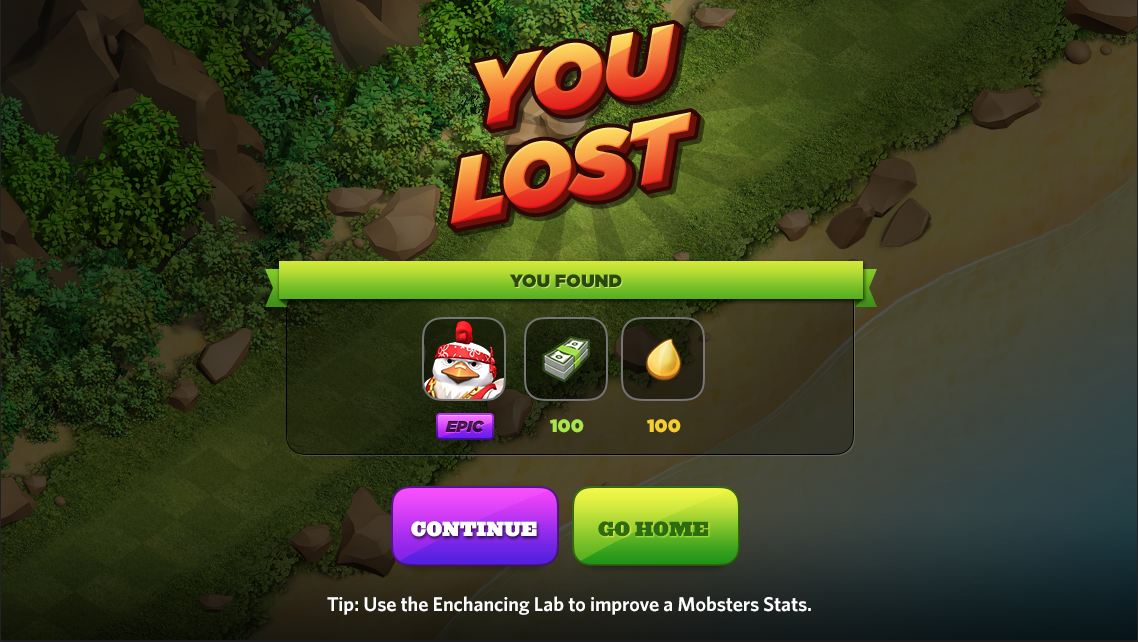 YOU
LOST
YOU FOUND
EPIC
100
100
CONTINUE
GO HOME
Tip: Use the Enchancing Lab to improve a Mobsters Stats.